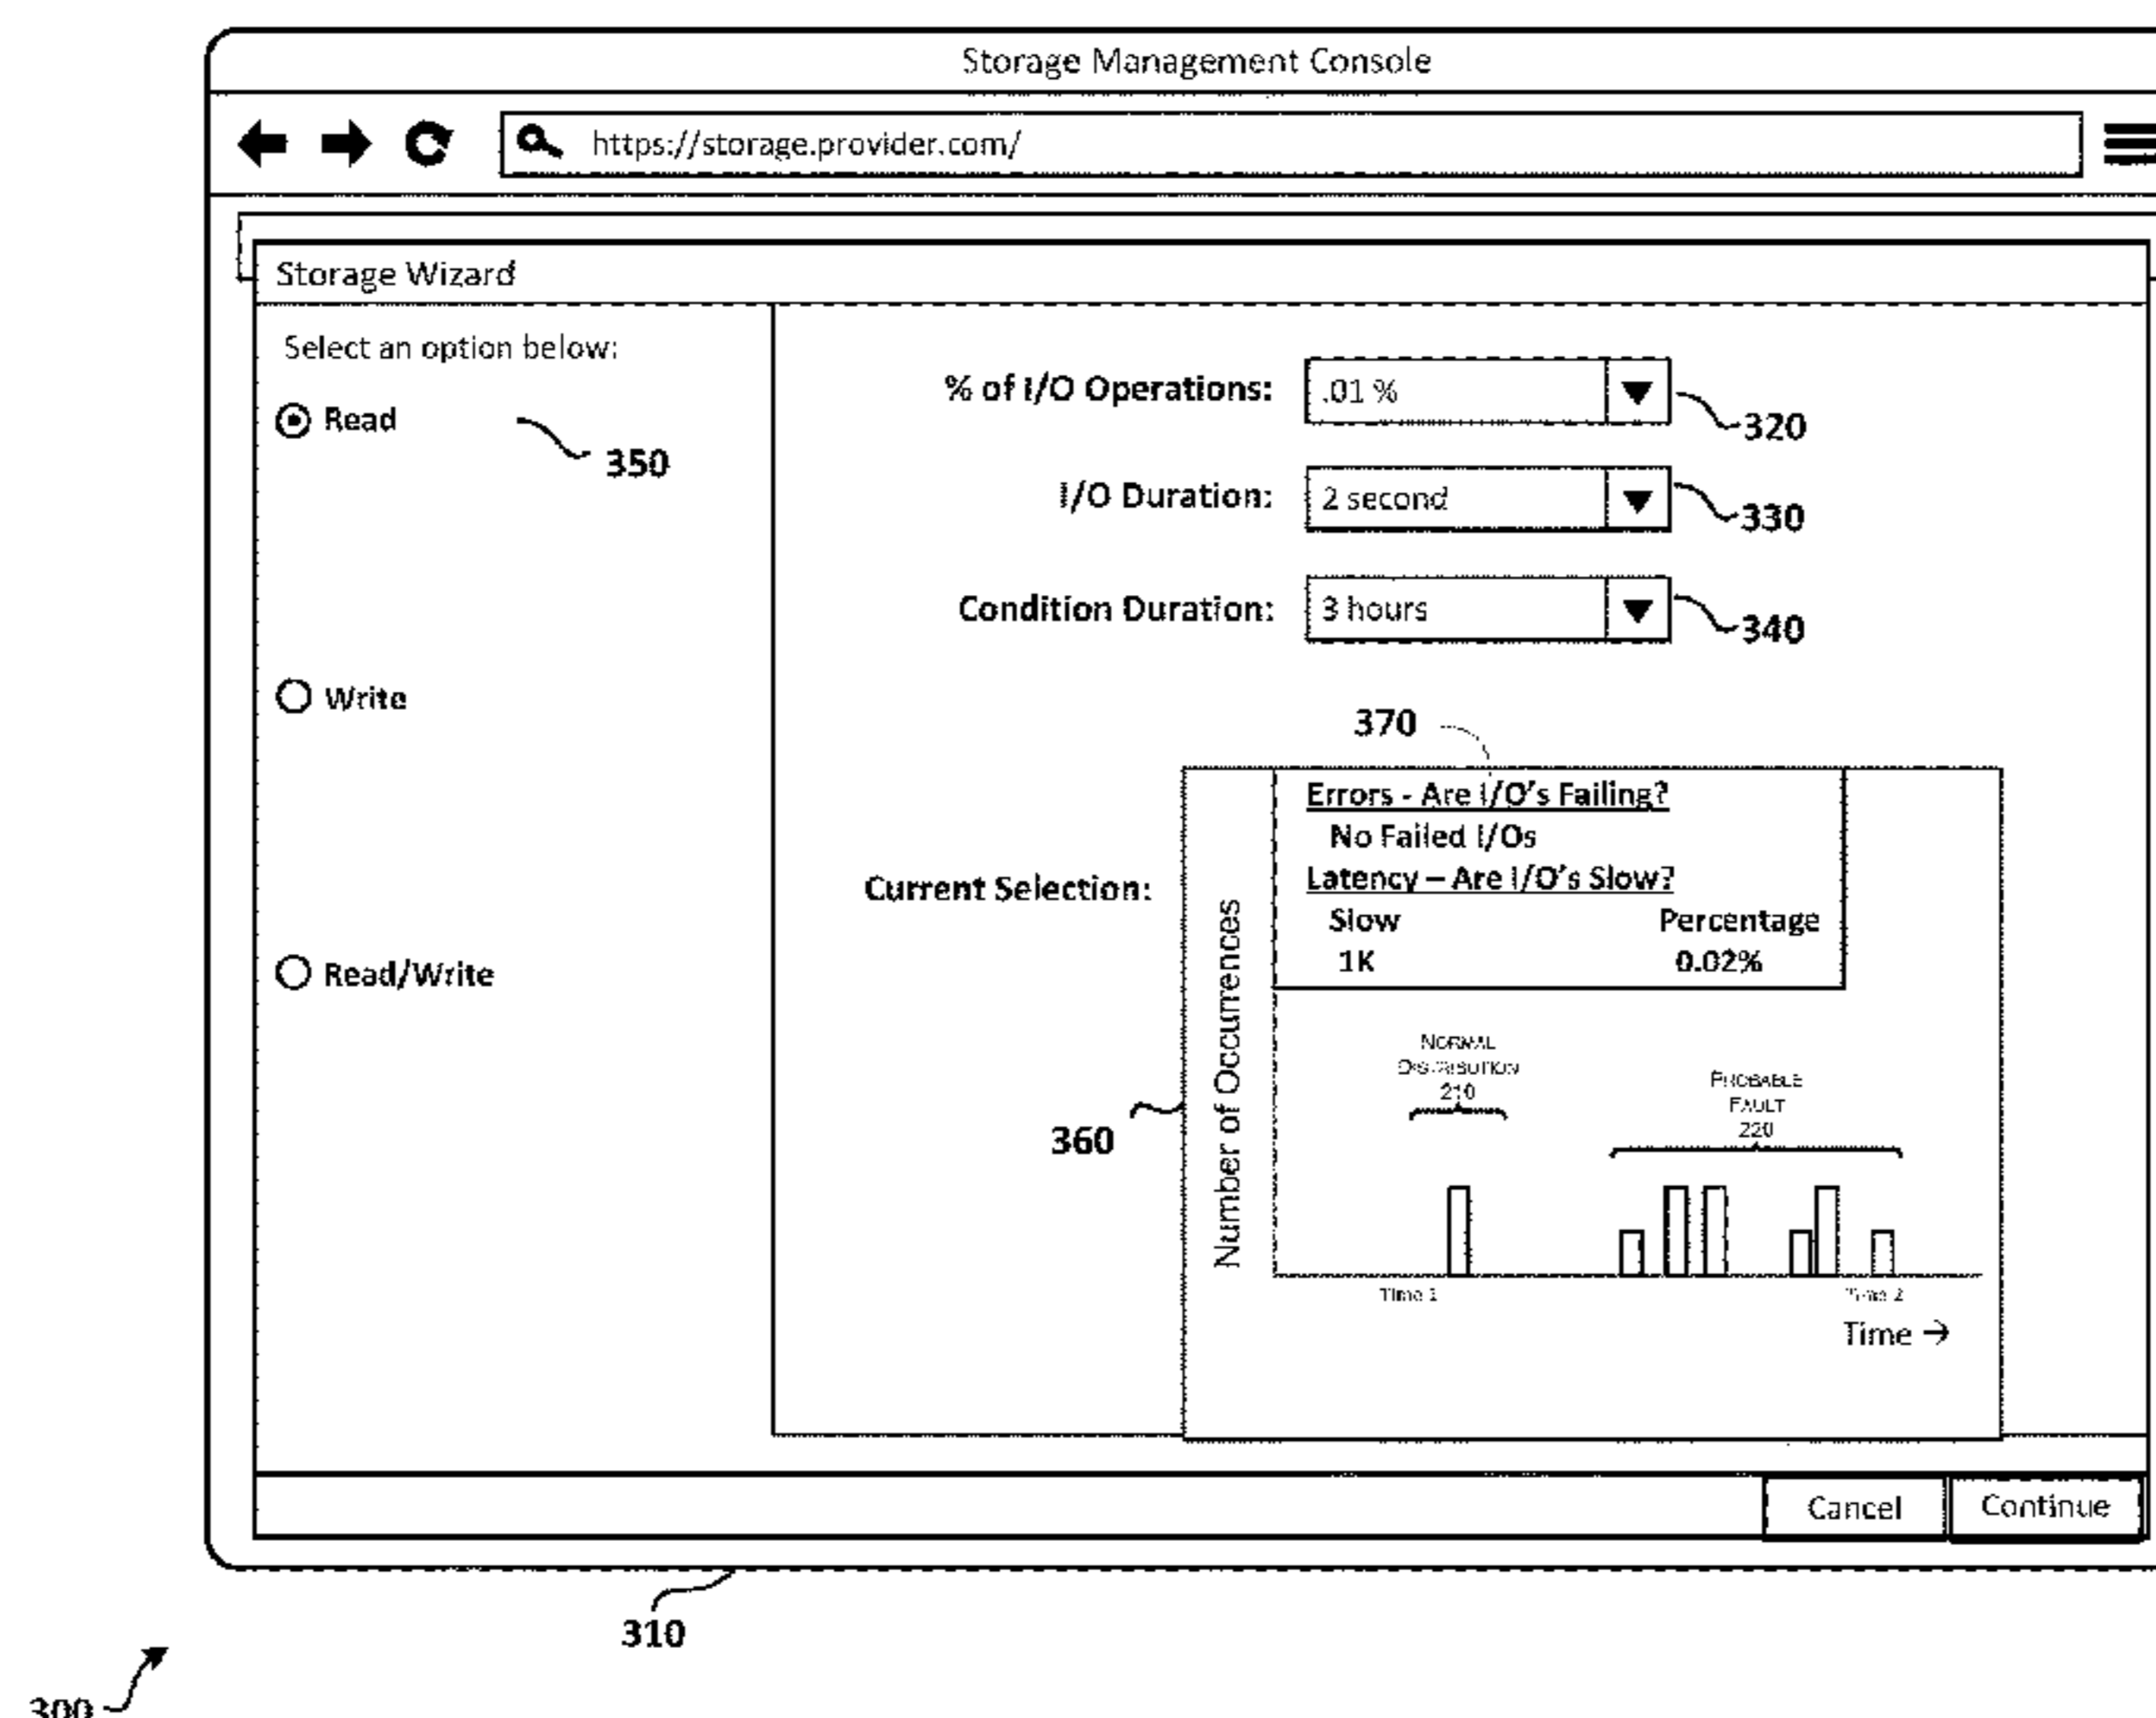 Storage Management Console
https://storage.provider.com/
Storage Wizard
Select an option below:
Read
350
Write
Read/Write
% of I/O Operations: .01 %
320
I/O Duration: 2 second
330
Condition Duration: 3 hours
340
370
Current Selection:
Errors - Are I/O's Failing?
No Failed I/Os
Latency – Are I/O's Slow?
Slow Percentage
1K 0.02%
Number of Occurrences
360
NORMAL
DISTRIBUTION
210
PROBABLE
FAULT
220
Time 1
Time 2
Time →
Cancel Continue
310
300